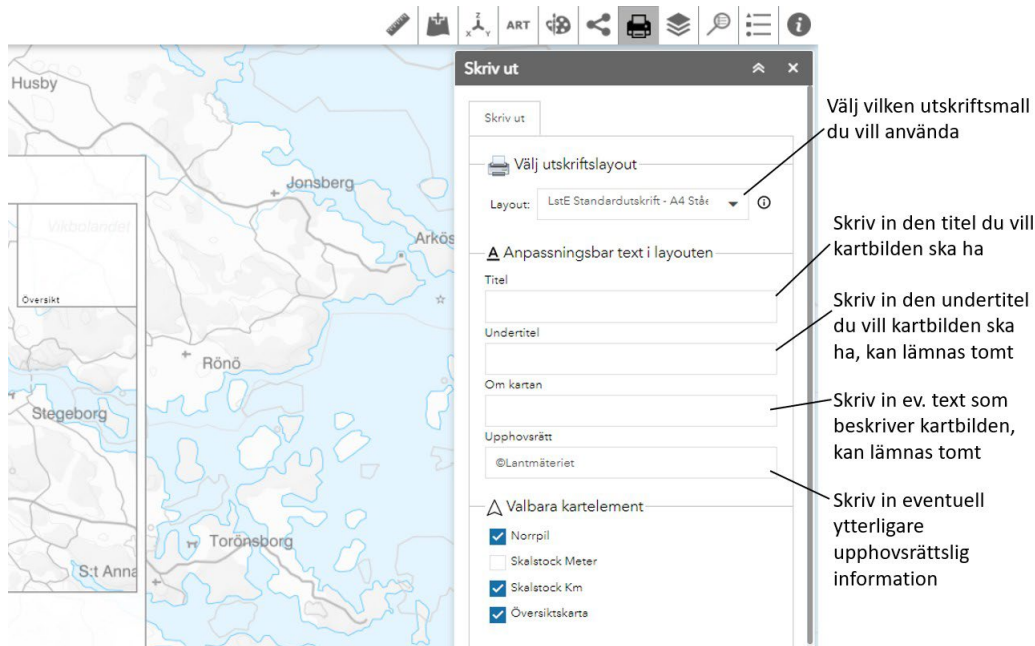 Z
X
Y
ART
Husby
Jonsberg
Vikbolandet
Arkös
Översikt
Rönö
Stegeborg
Torönsborg
S:t Anna
Skriv ut
Skriv ut
Välj utskriftslayout
Layout: LstE Standardutskrift - A4 Ståe
Anpassningsbar text i layouten
Titel
Undertitel
Om kartan
Upphovsrätt
©Lantmäteriet
Valbara kartelement
Norrpil
Skalstock Meter
Skalstock Km
Översiktskarta
Välj vilken utskriftsmall
du vill använda
Skriv in den titel du vill
kartbilden ska ha
Skriv in den undertitel
du vill kartbilden ska
ha, kan lämnas tomt
Skriv in ev. text som
beskriver kartbilden,
kan lämnas tomt
Skriv in eventuell
ytterligare
upphovsrättslig
information